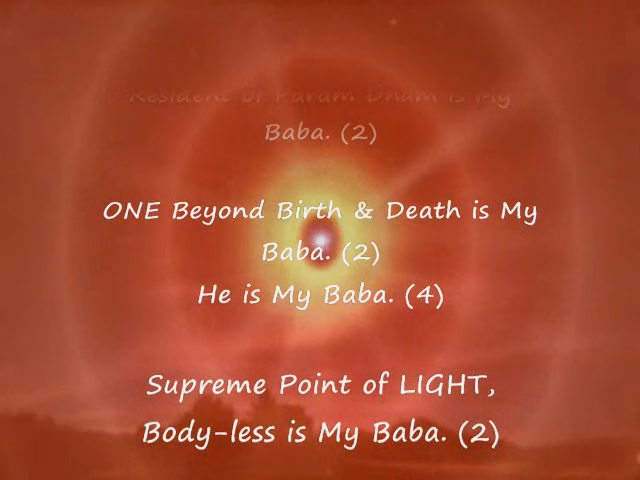 Resident of Param Dham is My
Baba. (2)
ONE Beyond Birth & Death is My
Baba. (2)
He is My Baba. (4)
Supreme Point of LIGHT,
Body-less is My Baba. (2)